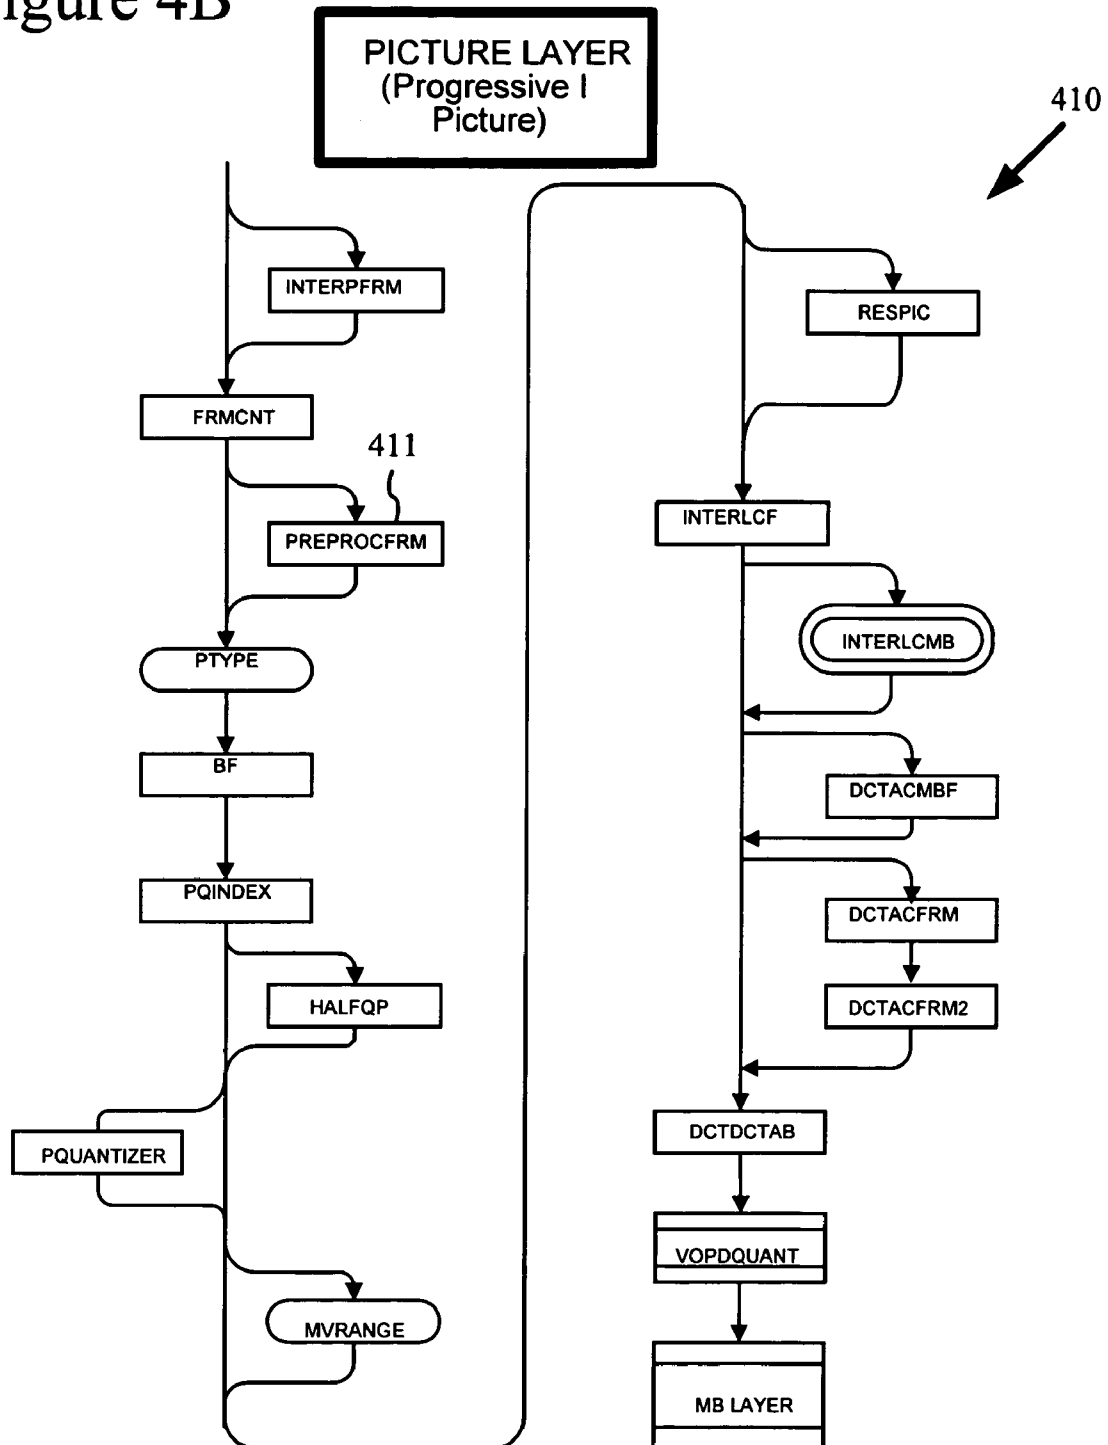 igure 4B
PICTURE LAYER
(Progressive I
Picture)
410
INTERPFRM
FRMCNT
411
PREPROCFRM
PTYPE
BF
PQINDEX
HALFQP
PQUANTIZER
MVRANGE
RESPIC
INTERLCF
INTERLCMB
DCTACMBF
DCTACFRM
DCTACFRM2
DCTDCTAB
VOPDQUANT
MB LAYER